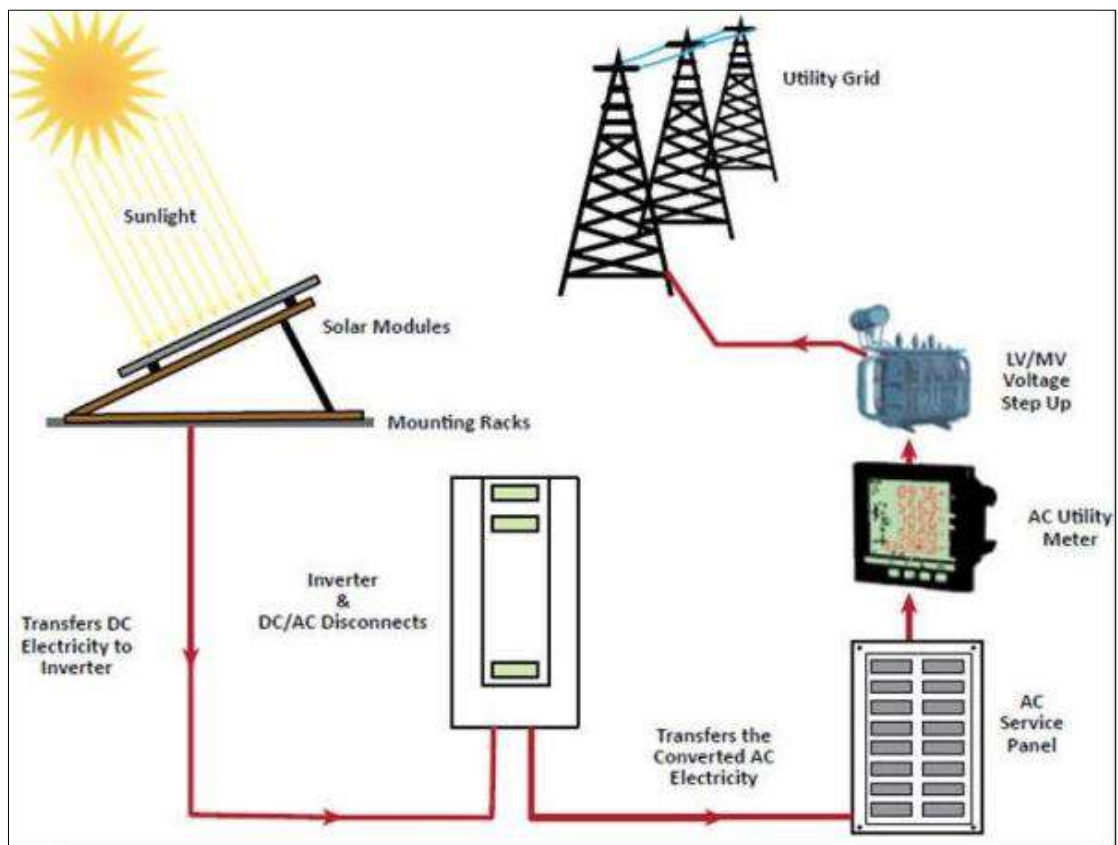 Utility Grid
Sunlight
Solar Modules
Mounting Racks
LV/MV
Voltage
Step Up
AC Utility
Meter
Inverter
&
DC/AC Disconnects
Transfers DC
Electricity to
Inverter
Transfers the
Converted AC
Electricity
AC
Service
Panel